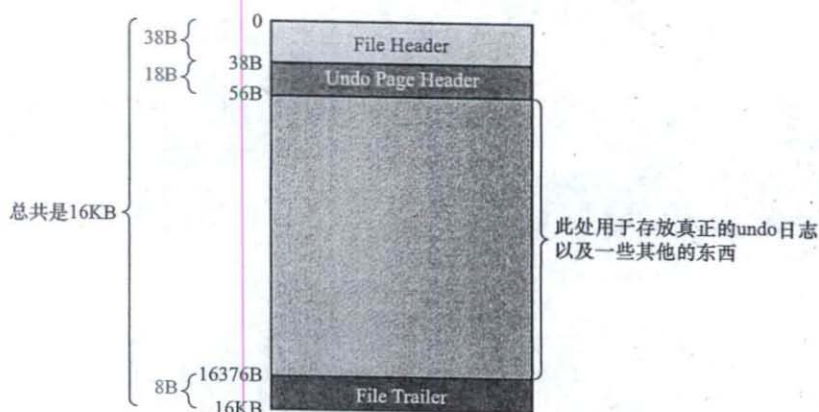 0
38B
File Header
38B
18B
Undo Page Header
56B
总共是16KB
此处用于存放真正的undo日志
以及一些其他的东西
16376B
8B
File Trailer
16KB